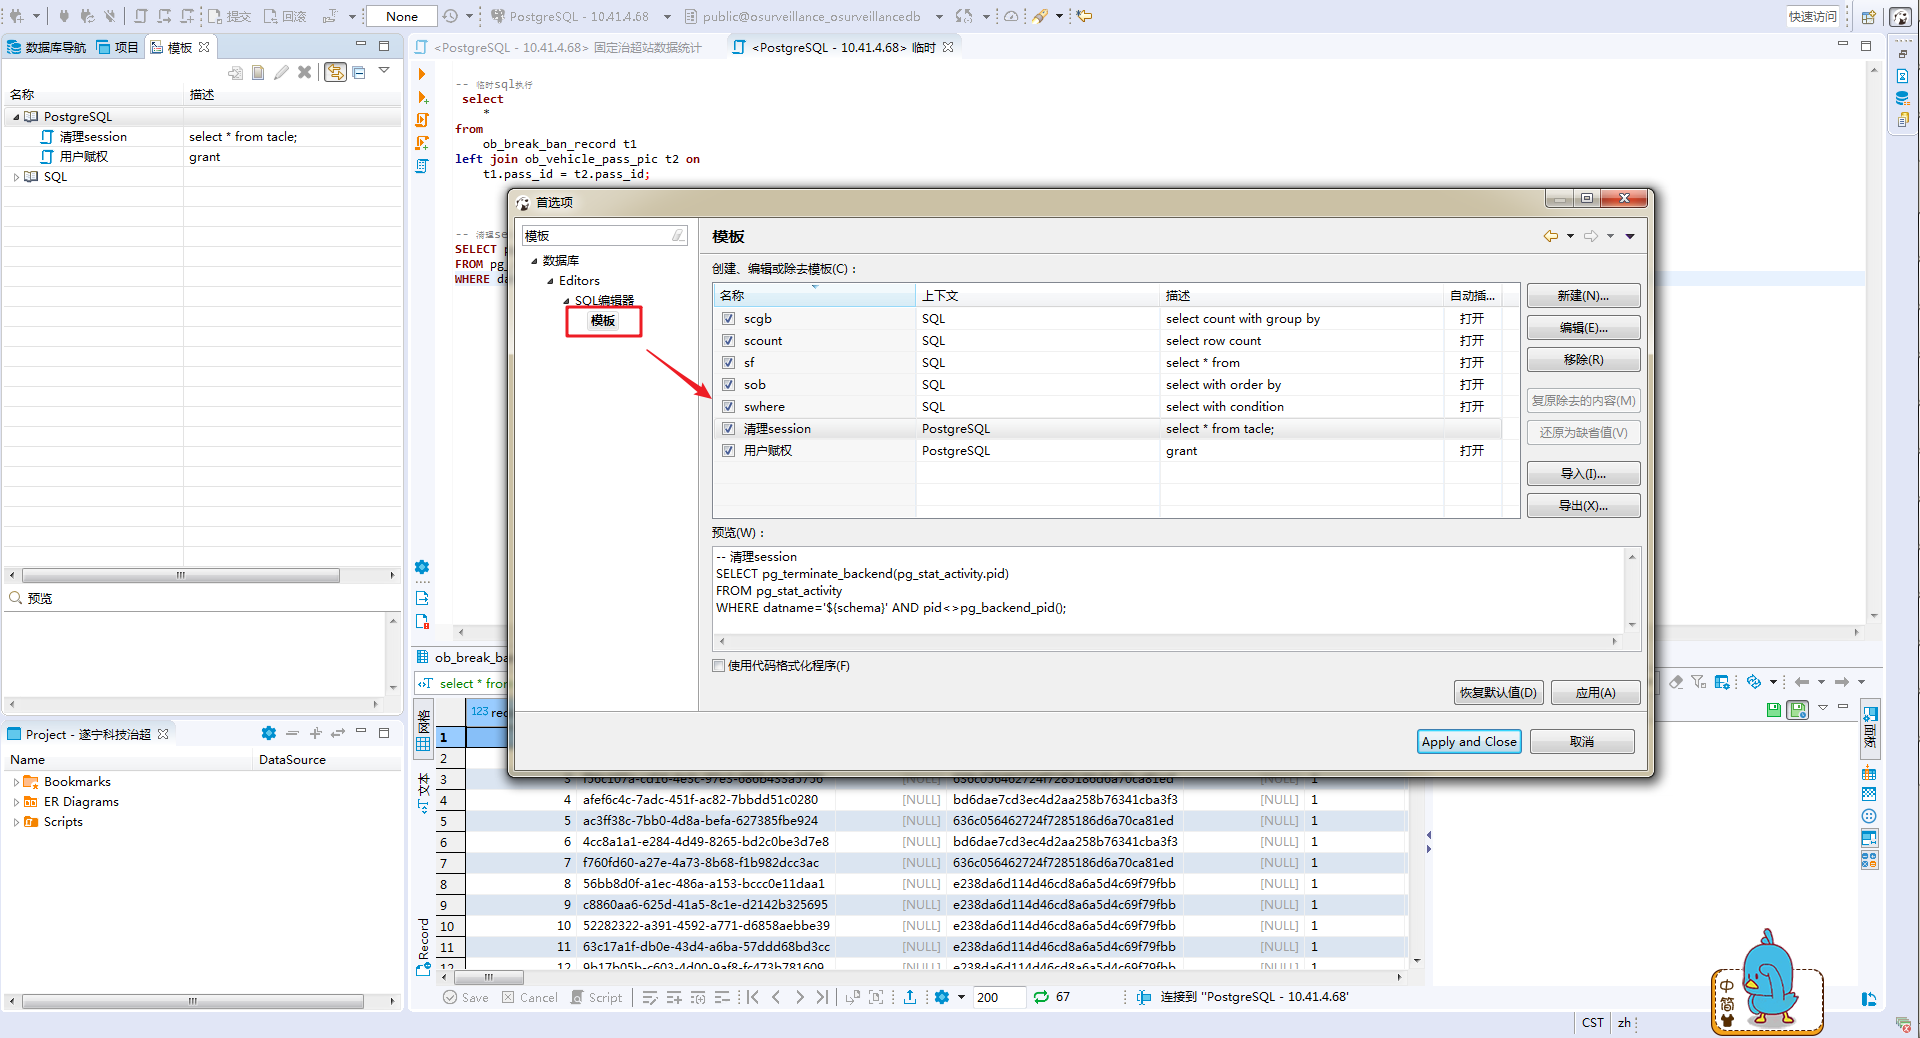 None
提交
回滚
PostgreSQL - 10.41.4.68
public@osurveillance_osurveillancedb
快速访问
数据库导航
项目
模板
<PostgreSQL - 10.41.4.68> 固定治超站数据统计
<PostgreSQL - 10.41.4.68> 临时
名称
描述
PostgreSQL
清理session
select * from tacle;
用户赋权
grant
SQL
-- 临时sql执行
select
*
from
ob_break_ban_record t1
left join ob_vehicle_pass_pic t2 on
t1.pass_id = t2.pass_id;
SELECT
WHERE
首选项
模板
数据库
Editors
SQL编辑器
模板
模板
创建、编辑或除去模板(C)：
名称
上下文
描述
自动插...
scgb
SQL
select count with group by
打开
scount
SQL
select row count
打开
sf
SQL
select * from
打开
sob
SQL
select with order by
打开
swhere
SQL
select with condition
打开
清理session
PostgreSQL
select * from tacle;
用户赋权
PostgreSQL
grant
打开
新建(N)...
编辑(E)...
移除(R)
复原除去的内容(M)
还原为缺省值(V)
导入(I)...
导出(X)...
预览(W)：
-- 清理session
SELECT pg_terminate_backend(pg_stat_activity.pid)
FROM pg_stat_activity
WHERE datname='${schema}' AND pid<>pg_backend_pid();
使用代码格式化程序(F)
恢复默认值(D)
应用(A)
Apply and Close
取消
预览
Project - 遂宁科技治超
Name
DataSource
Bookmarks
ER Diagrams
Scripts
select * fro
123
网格
文本
Record
面板
1
2
3
4 4 afef6c4c-7adc-451f-ac82-7bbdd51c0280 [NULL] bd6dae7cd3ec4d2aa258b76341cba3f3 [NULL] 1
5 5 ac3ff38c-7bb0-4d8a-befa-627385fbe924 [NULL] 636c056462724f7285186d6a70ca81ed [NULL] 1
6 6 4cc8a1a1-e284-4d49-8265-bd2c0be3d7e8 [NULL] bd6dae7cd3ec4d2aa258b76341cba3f3 [NULL] 1
7 7 f760fd60-a27e-4a73-8b68-f1b982dcc3ac [NULL] 636c056462724f7285186d6a70ca81ed [NULL] 1
8 8 56bb8d0f-a1ec-486a-a153-bccc0e11daa1 [NULL] e238da6d114d46cd8a6a5d4c69f79fbb [NULL] 1
9 9 c8860aa6-625d-41a5-8c1e-d2142b325695 [NULL] e238da6d114d46cd8a6a5d4c69f79fbb [NULL] 1
10 10 52282322-a391-4592-a771-d6858aebbe39 [NULL] e238da6d114d46cd8a6a5d4c69f79fbb [NULL] 1
11 11 63c17a1f-db0e-43d4-a6ba-57ddd68bd3cc [NULL] e238da6d114d46cd8a6a5d4c69f79fbb [NULL] 1
Save
Cancel
Script
200
67
连接到 "PostgreSQL - 10.41.4.68"
CST
zh
中
简